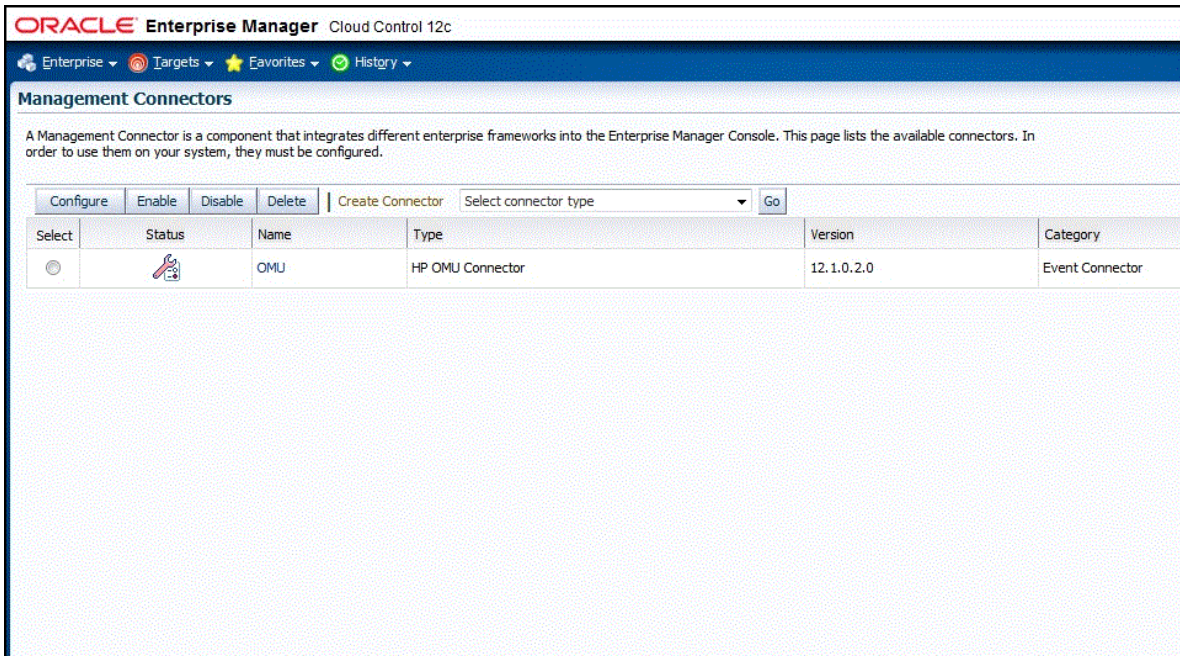 ORACLE Enterprise Manager Cloud Control 12c
Enterprise Targets Favorites History
Management Connectors
A Management Connector is a component that integrates different enterprise frameworks into the Enterprise Manager Console. This page lists the available connectors. In
order to use them on your system, they must be configured.
Configure Enable Disable Delete Create Connector Select connector type Go
Select Status Name Type Version Category
OMU HP OMU Connector 12.1.0.2.0 Event Connector